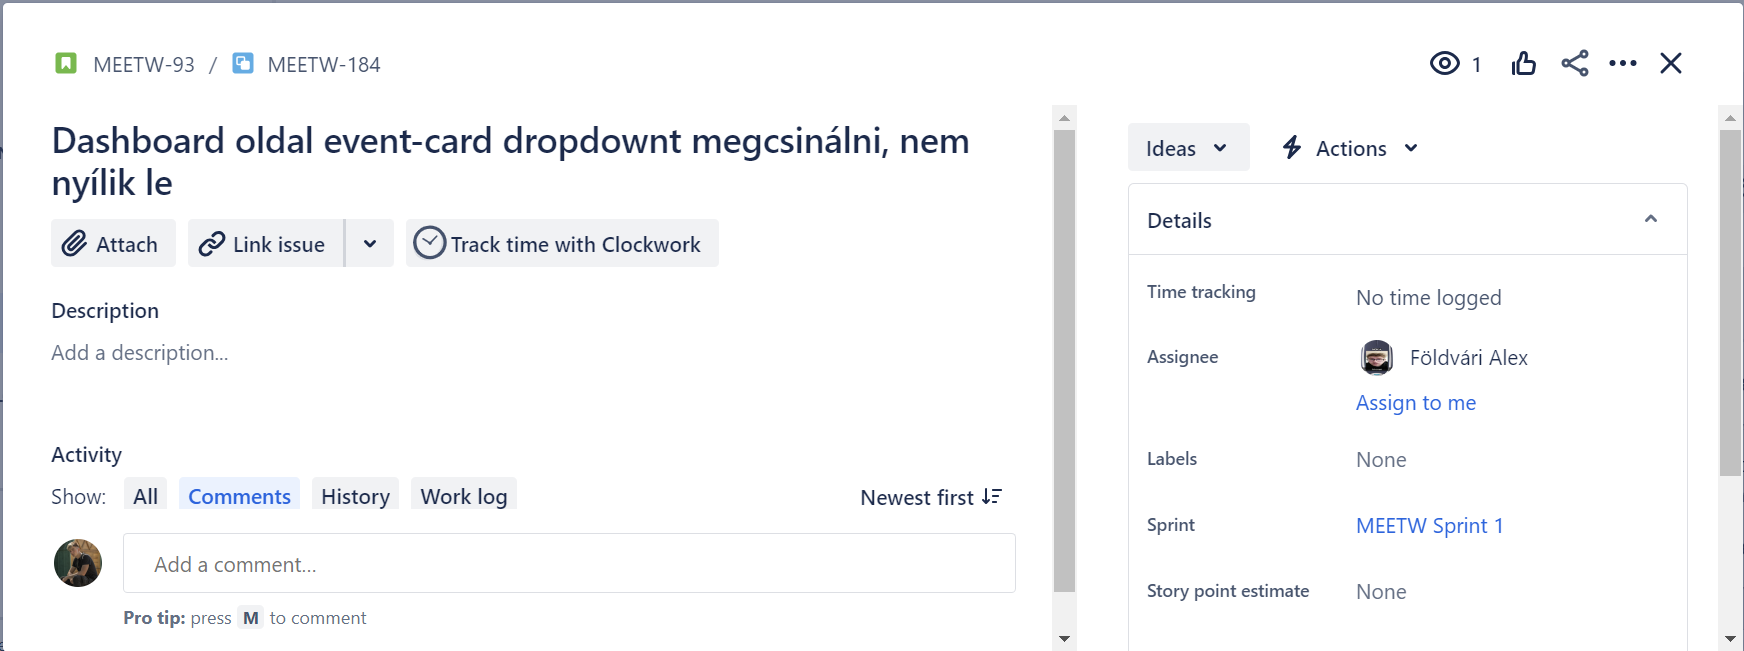 MEETW-93 / MEETW-184
1
Dashboard oldal event-card dropdownt megcsinálni, nem
nyílik le
Attach
Link issue
Track time with Clockwork
Description
Add a description...
Activity
Show: All Comments History Work log
Newest first
Add a comment...
Pro tip: press M to comment
Ideas
Actions
Details
Time tracking
No time logged
Assignee
Földvári Alex
Assign to me
Labels
None
Sprint
MEETW Sprint 1
Story point estimate
None